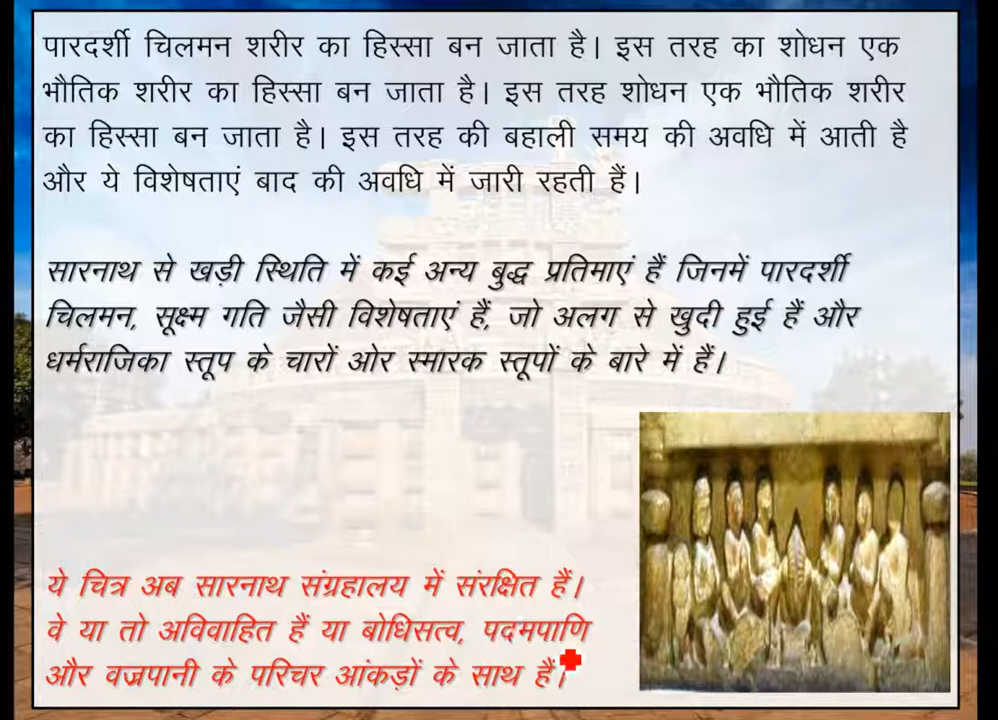 पारदर्शी चिलमन शरीर का हिस्सा बन जाता है। इस तरह का शोधन एक
भौतिक शरीर का हिस्सा बन जाता है। इस तरह शोधन एक भौतिक शरीर
का हिस्सा बन जाता है। इस तरह की बहाली समय की अवधि में आती है
और ये विशेषताएं बाद की अवधि में जारी रहती हैं।
सारनाथ से खड़ी स्थिति में कई अन्य बुद्ध प्रतिमाएं हैं जिनमें पारदर्शी
चिलमन, सूक्ष्म गति जैसी विशेषताएं हैं, जो अलग से खुदी हुई हैं और
धर्मराजिका स्तूप के चारों ओर स्मारक स्तूपों के बारे में हैं।
ये चित्र अब सारनाथ संग्रहालय में संरक्षित हैं।
वे या तो अविवाहित हैं या बोधिसत्व, पदमपाणि
और वज्रपानी के परिचर आंकड़ों के साथ हैं।